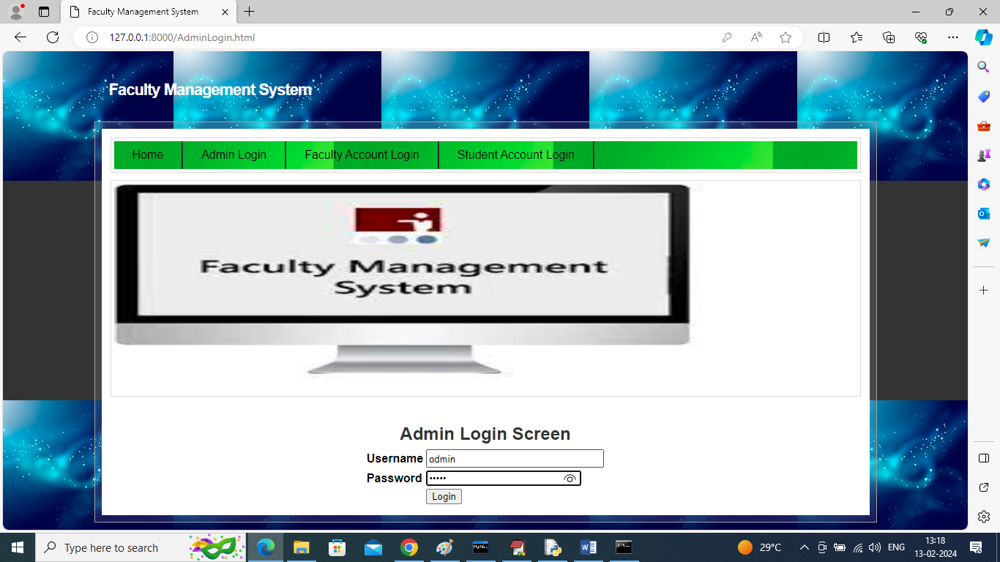 Faculty Management System
127.0.0.1:8000/AdminLogin.html
Faculty Management System
Home Admin Login Faculty Account Login Student Account Login
Faculty Management
System
Admin Login Screen
Username admin
Password •••••
Login
Type here to search
29°C
ENG
13:18
13-02-2024